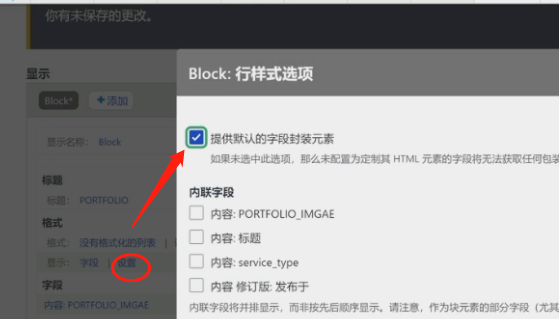 你有未保存的更改。
显示
Block*
+添加
显示名称: Block
标题
标题: PORTFOLIO
格式
格式: 没有格式化的列表 |
显示: 字段 | 设置
字段
内容: PORTFOLIO_IMGAE
Block: 行样式选项
提供默认的字段封装元素
如果未选中此选项，那么未配置为定制其 HTML 元素的字段将无法获取任何包装
内联字段
内容: PORTFOLIO_IMGAE
内容: 标题
内容: service_type
内容 修订版: 发布于
内联字段将并排显示，而非按先后顺序显示。请注意，作为块元素的部分字段（尤其